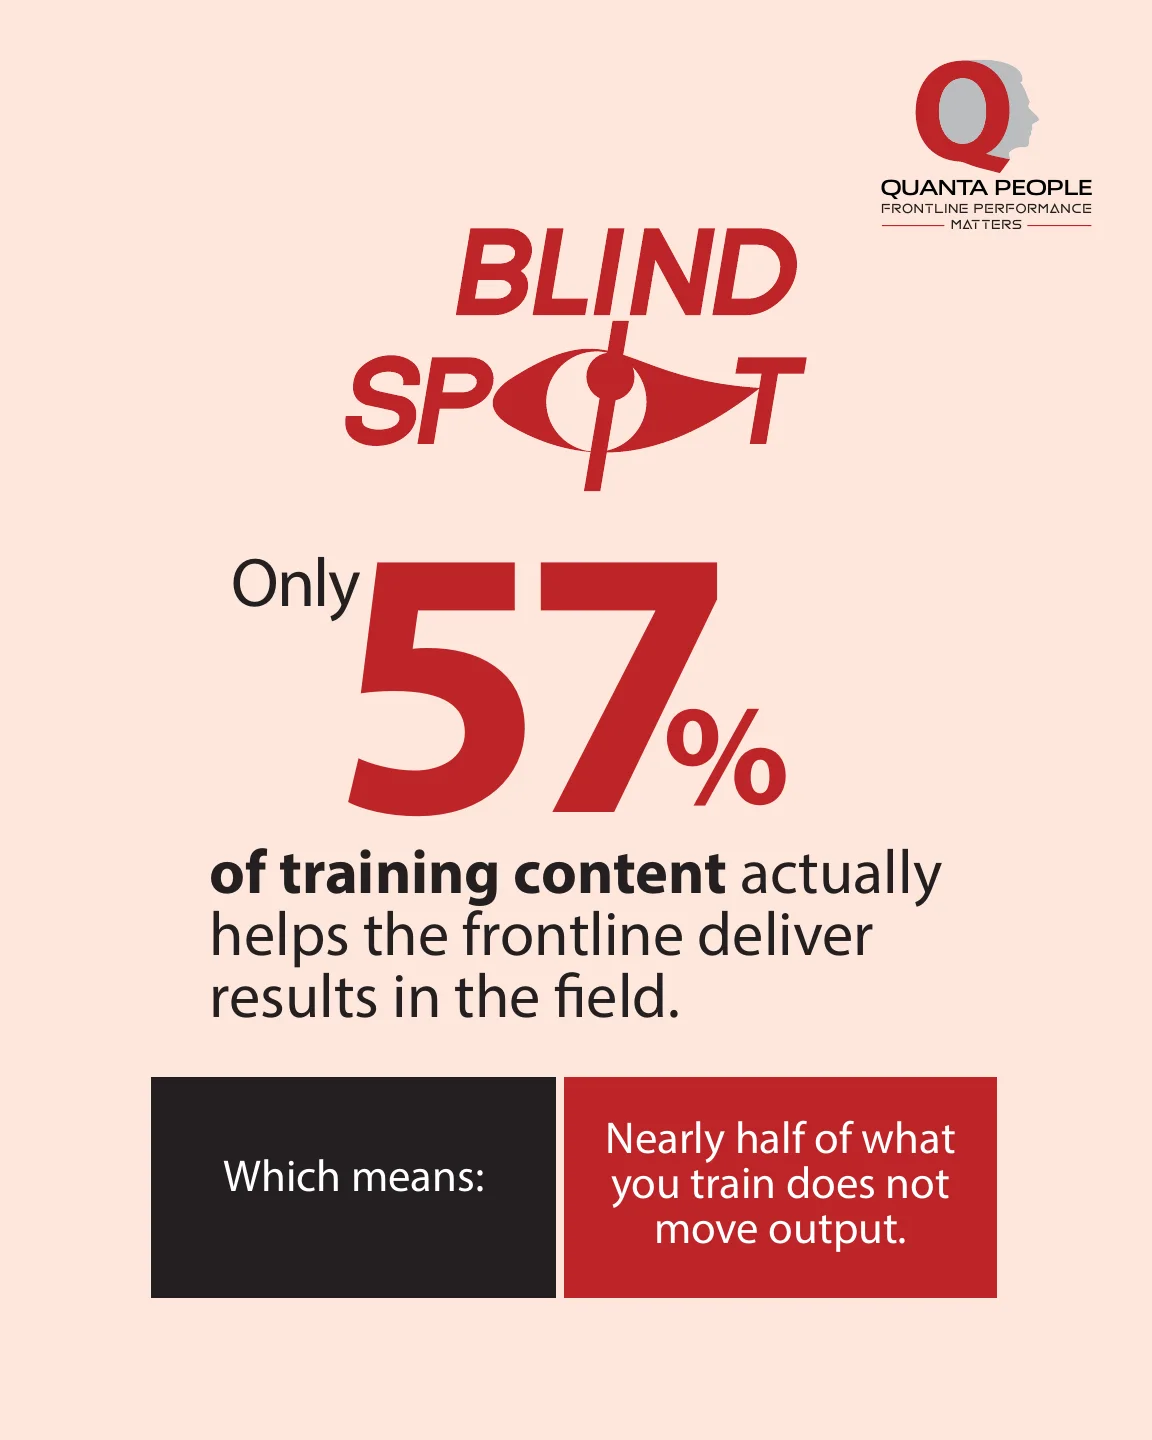 QUANTA PEOPLE
FRONTLINE PERFORMANCE
MATTERS
BLIND
SPOT
Only 57%
of training content actually
helps the frontline deliver
results in the field.
Which means:
Nearly half of what
you train does not
move output.